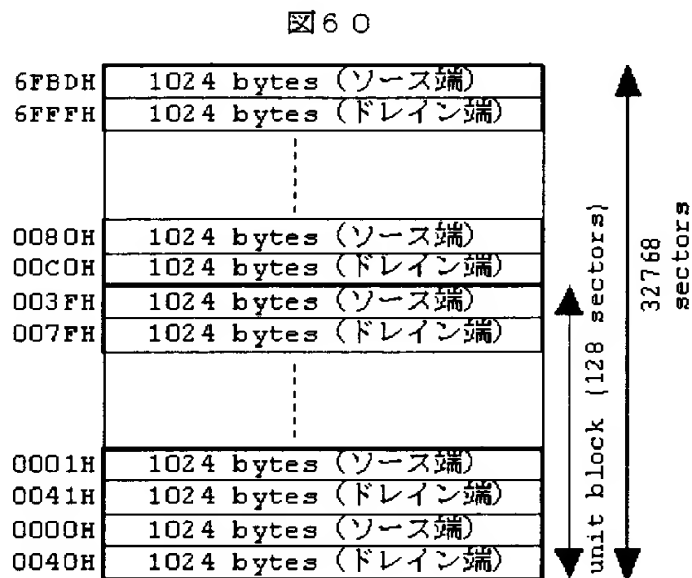 図60
6FBDH 1024 bytes (ソース端)
6FFFH 1024 bytes (ドレイン端)
0080H 1024 bytes (ソース端)
00C0H 1024 bytes (ドレイン端)
003FH 1024 bytes (ソース端)
007FH 1024 bytes (ドレイン端)
0001H 1024 bytes (ソース端)
0041H 1024 bytes (ドレイン端)
0000H 1024 bytes (ソース端)
0040H 1024 bytes (ドレイン端)
unit block (128 sectors)
32768
sectors